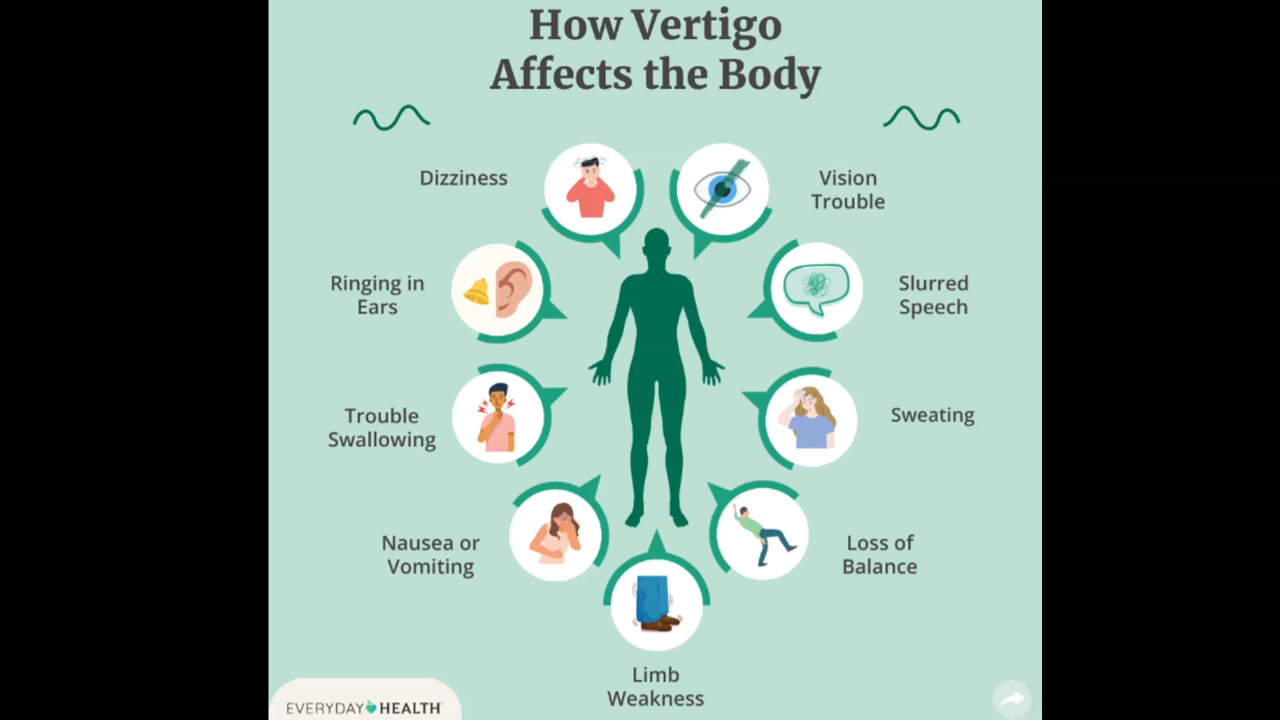 How Vertigo
Affects the Body
Dizziness
Vision
Trouble
Ringing in
Ears
Slurred
Speech
Trouble
Swallowing
Sweating
Nausea or
Vomiting
Loss of
Balance
Limb
Weakness
EVERYDAY HEALTH